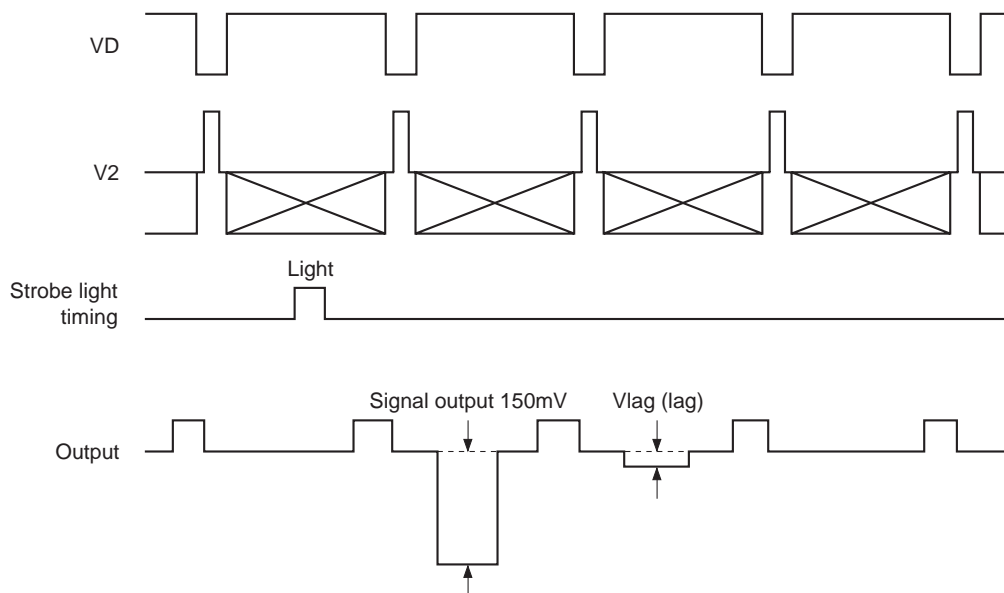 VD
V2
Light
Strobe light
timing
Signal output 150mV
Vlag (lag)
Output